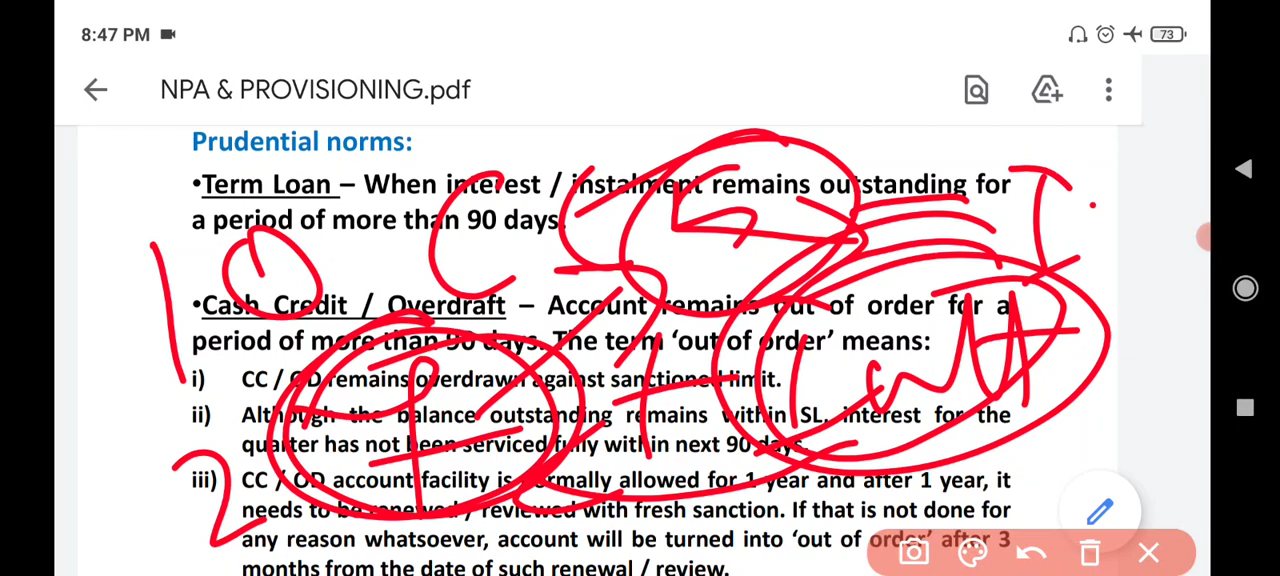 8:47 PM
73
NPA & PROVISIONING.pdf
Prudential norms:
•Term Loan – When interest / instalment remains outstanding for
a period of more than 90 days.
•Cash Credit / Overdraft – Account remains out of order for a
period of more than 90 days. The term ‘out of order’ means:
i) CC / OD remains overdrawn against sanctioned limit.
ii) Although the balance outstanding remains within SL, interest for the
quarter has not been serviced fully within next 90 days.
iii) CC / OD account facility is normally allowed for 1 year and after 1 year, it
needs to be renewed / reviewed with fresh sanction. If that is not done for
any reason whatsoever, account will be turned into ‘out of order’ after 3
months from the date of such renewal / review.